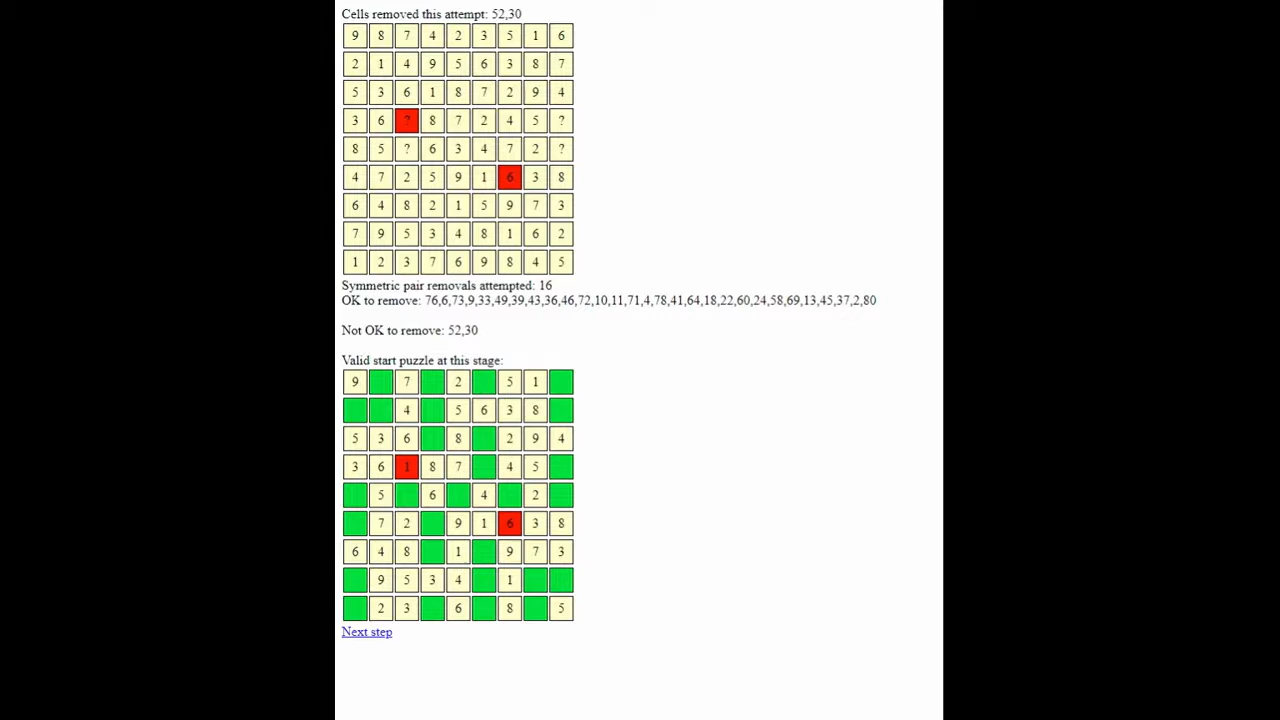 Cells removed this attempt: 52,30
9 8 7 4 2 3 5 1 6
2 1 4 9 5 6 3 8 7
5 3 6 1 8 7 2 9 4
3 6 ? 8 7 2 4 5 ?
8 5 ? 6 3 4 7 2 ?
4 7 2 5 9 1 6 3 8
6 4 8 2 1 5 9 7 3
7 9 5 3 4 8 1 6 2
1 2 3 7 6 9 8 4 5
Symmetric pair removals attempted: 16
OK to remove: 76,6,73,9,33,49,39,43,36,46,72,10,11,71,4,78,41,64,18,22,60,24,58,69,13,45,37,2,80
Not OK to remove: 52,30
Valid start puzzle at this stage:
9 7 2 5 1
4 5 6 3 8
5 3 6 8 2 9 4
3 6 1 8 7 4 5
5 6 4 2
7 2 9 1 6 3 8
6 4 8 1 9 7 3
9 5 3 4 1
2 3 6 8 5
Next step